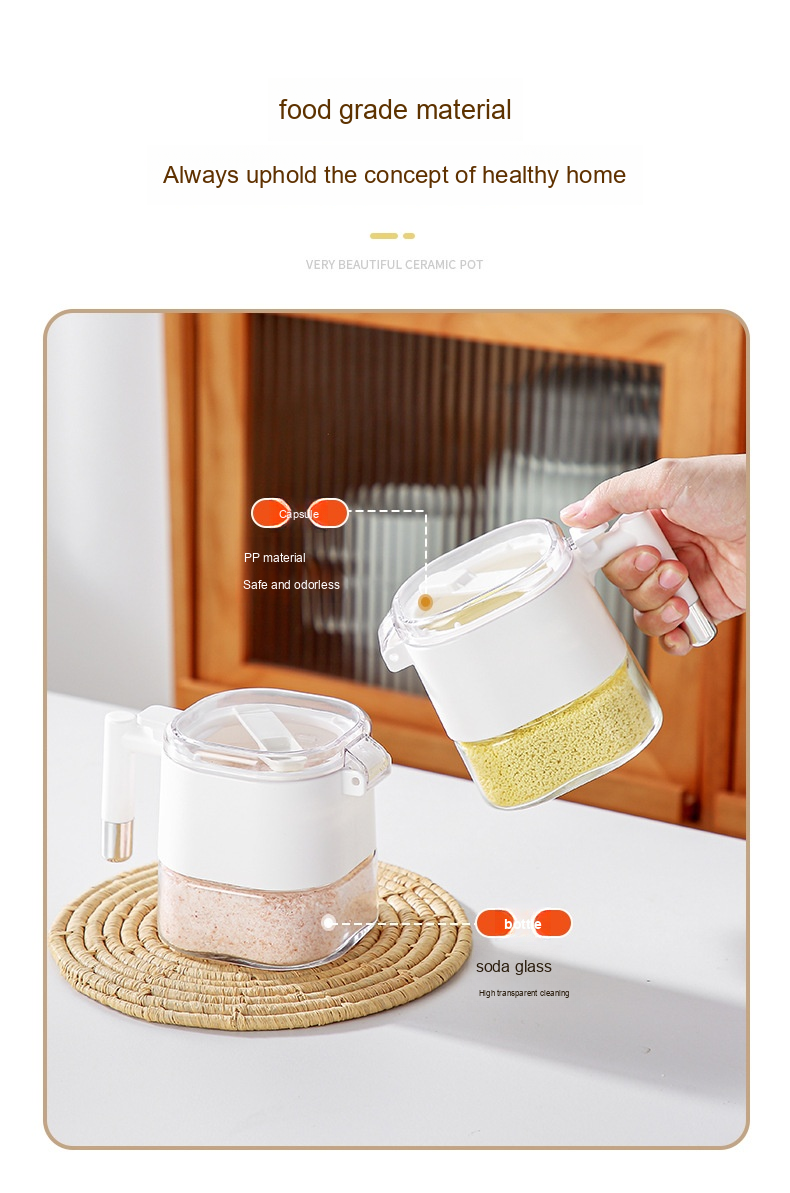 food grade material
Always uphold the concept of healthy home
VERY BEAUTIFUL CERAMIC POT
Capsule
PP material
Safe and odorless
bottle
soda glass
High transparent cleaning